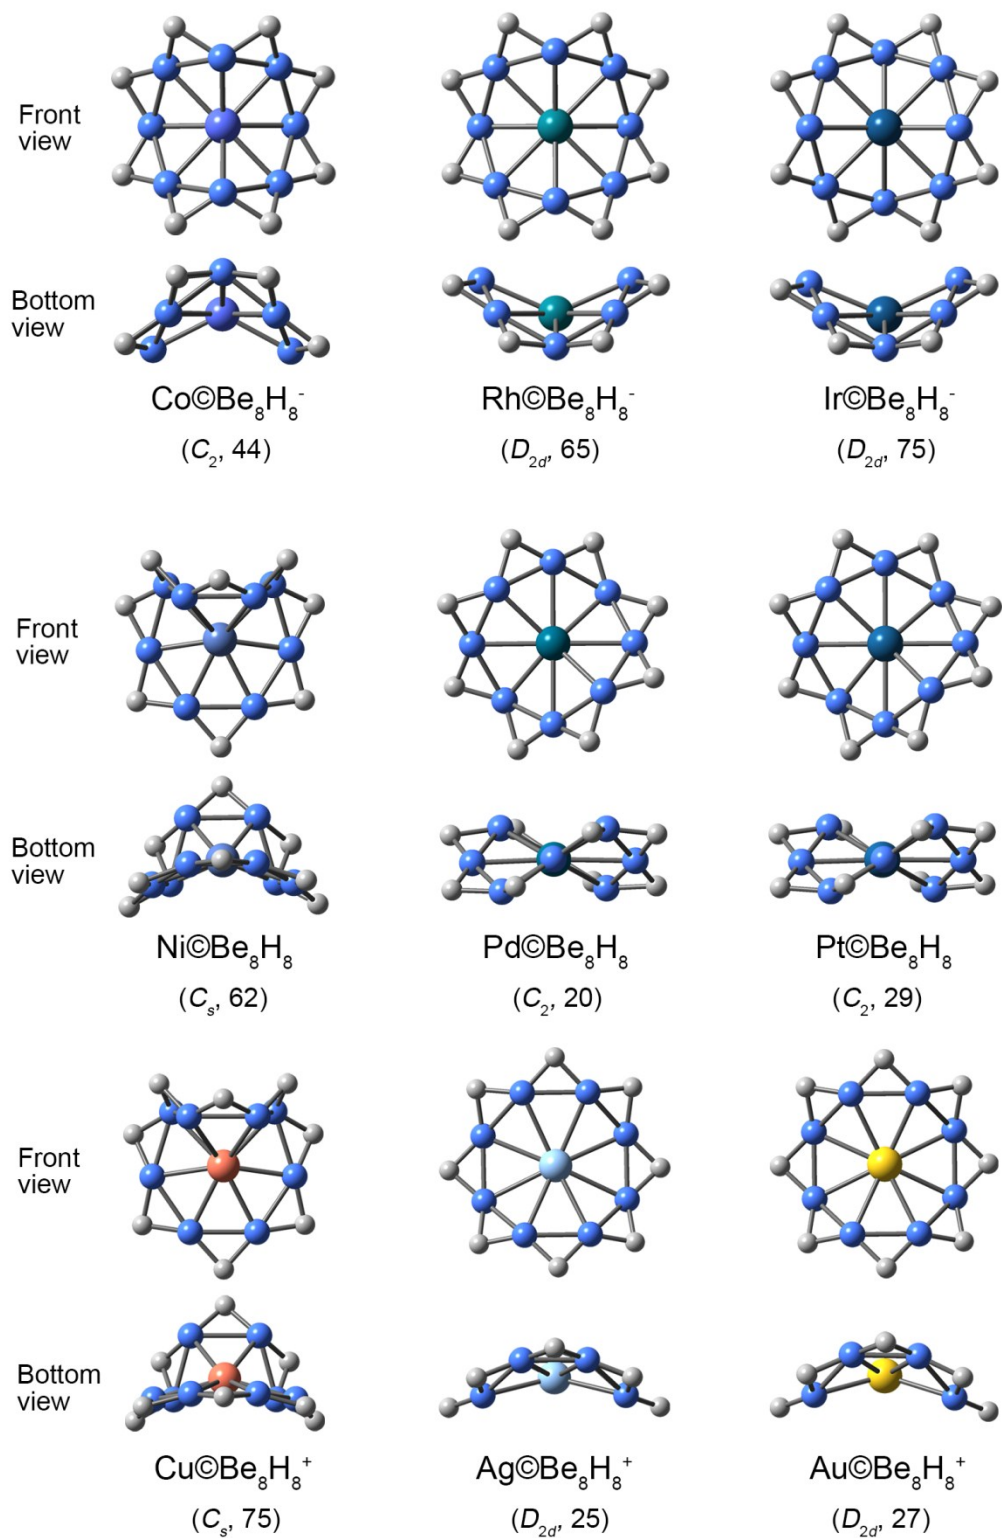 Front
view
Bottom
view
Co©Be₈H₈⁻ Rh©Be₈H₈⁻ Ir©Be₈H₈⁻
(C₂, 44) (D₂d, 65) (D₂d, 75)
Front
view
Bottom
view
Ni©Be₈H₈ Pd©Be₈H₈ Pt©Be₈H₈
(Cₛ, 62) (C₂, 20) (C₂, 29)
Front
view
Bottom
view
Cu©Be₈H₈⁺ Ag©Be₈H₈⁺ Au©Be₈H₈⁺
(Cₛ, 75) (D₂d, 25) (D₂d, 27)